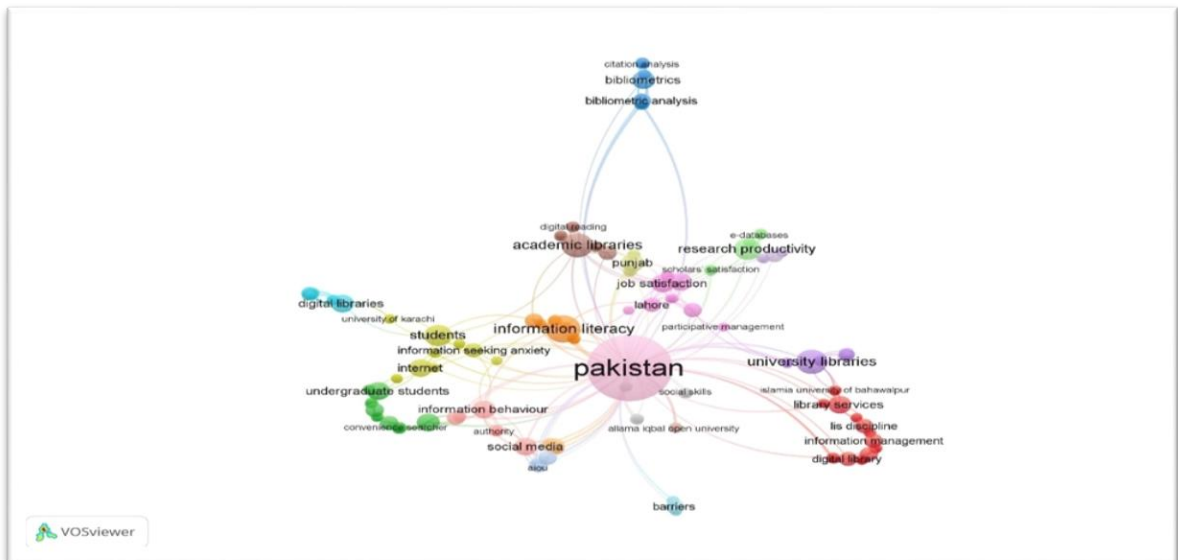 citation analysis
bibliometrics
bibliometric analysis
digital reading
academic libraries
e-databases
research productivity
punjab
scholars satisfaction
job satisfaction
digital libraries
lahore
university of karachi
information literacy
participative management
students
information seeking anxiety
university libraries
internet
pakistan
undergraduate students
social skills
islamia university of bahawalpur
library services
information behaviour
convenience
allama iqbal open university
lis discipline
authority
information management
social media
digital library
aiou
barriers
VOSviewer